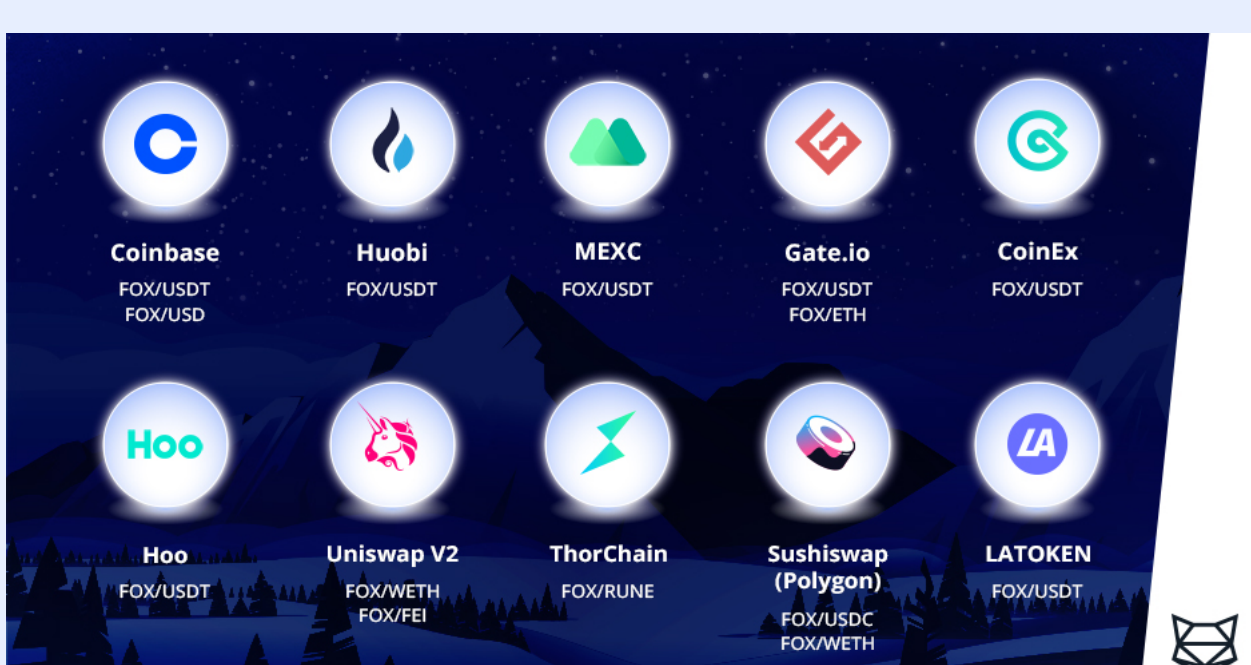 Coinbase
FOX/USDT
FOX/USD
Huobi
FOX/USDT
MEXC
FOX/USDT
Gate.io
FOX/USDT
FOX/ETH
CoinEx
FOX/USDT
Hoo
Hoo
FOX/USDT
Uniswap V2
FOX/WETH
FOX/FEI
ThorChain
FOX/RUNE
Sushiswap
(Polygon)
FOX/USDC
FOX/WETH
LA
LATOKEN
FOX/USDT